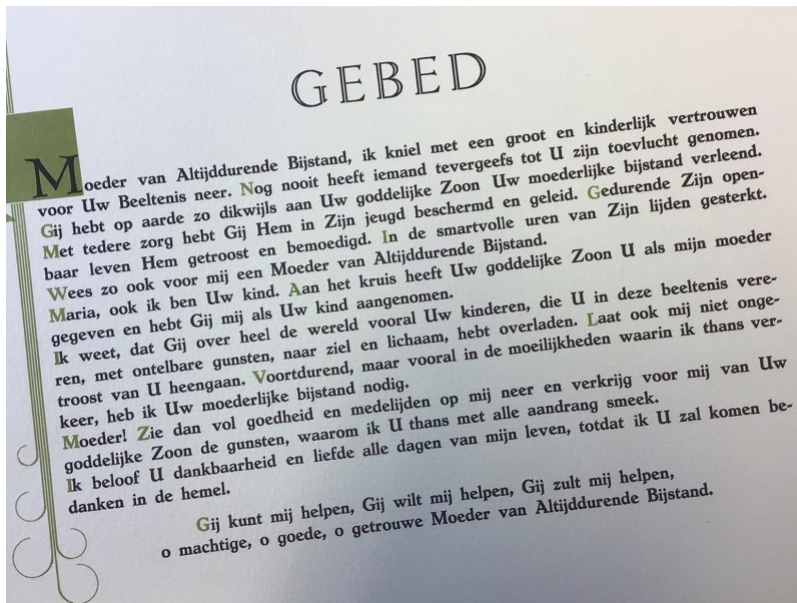 GEBED
Moeder van Altijddurende Bijstand, ik kniel met een groot en kinderlijk vertrouwen
voor Uw Beeltenis neer. Nog nooit heeft iemand tevergeefs tot U zijn toevlucht genomen.
Gij hebt op aarde zo dikwijls aan Uw goddelijke Zoon Uw moederlijke bijstand verleend.
Met tedere zorg hebt Gij Hem in Zijn jeugd beschermd en geleid. Gedurende Zijn open-
baar leven Hem getroost en bemoedigd. In de smartvolle uren van Zijn lijden gesterkt.
Wees zo ook voor mij een Moeder van Altijddurende Bijstand.
Maria, ook ik ben Uw kind. Aan het kruis heeft Uw goddelijke Zoon U als mijn moeder
gegeven en hebt Gij mij als Uw kind aangenomen.
Ik weet, dat Gij over heel de wereld vooral Uw kinderen, die U in deze beeltenis vere-
ren, met ontelbare gunsten, naar ziel en lichaam, hebt overladen. Laat ook mij niet onge-
troost van U heengaan. Voortdurend, maar vooral in de moeilijkheden waarin ik thans ver-
keer, heb ik Uw moederlijke bijstand nodig.
Moeder! Zie dan vol goedheid en medelijden op mij neer en verkrijg voor mij van Uw
goddelijke Zoon de gunsten, waarom ik U thans met alle aandrang smeek.
Ik beloof U dankbaarheid en liefde alle dagen van mijn leven, totdat ik U zal komen be-
danken in de hemel.
Gij kunt mij helpen, Gij wilt mij helpen, Gij zult mij helpen,
o machtige, o goede, o getrouwe Moeder van Altijddurende Bijstand.